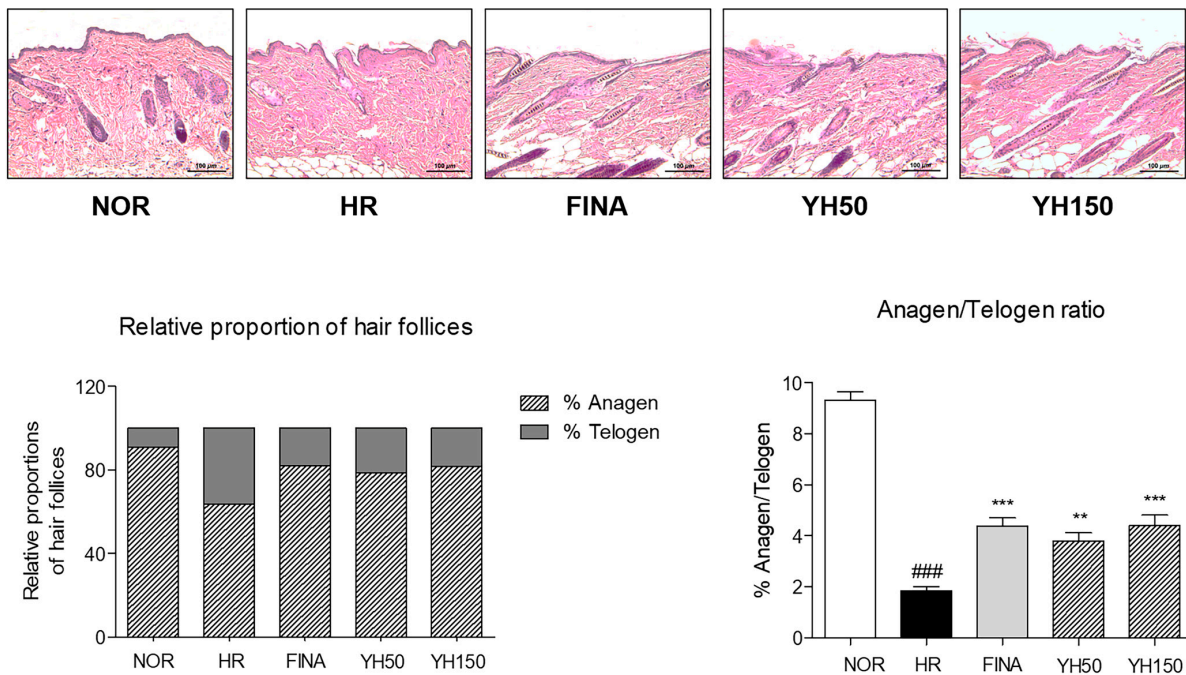 100 μm
100 μm
100 μm
100 μm
100 μm
NOR
HR
FINA
YH50
YH150
Relative proportion of hair follices
Relative proportions
of hair follices
120
80
40
0
NOR
HR
FINA
YH50
YH150
% Anagen
% Telogen
Anagen/Telogen ratio
% Anagen/Telogen
10
8
6
4
2
0
###
***
**
***
NOR
HR
FINA
YH50
YH150